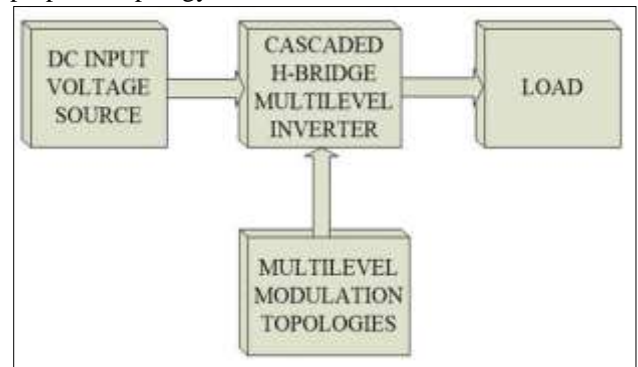 DC INPUT
VOLTAGE
SOURCE
CASCADED
H-BRIDGE
MULTILEVEL
INVERTER
LOAD
MULTILEVEL
MODULATION
TOPOLOGIES